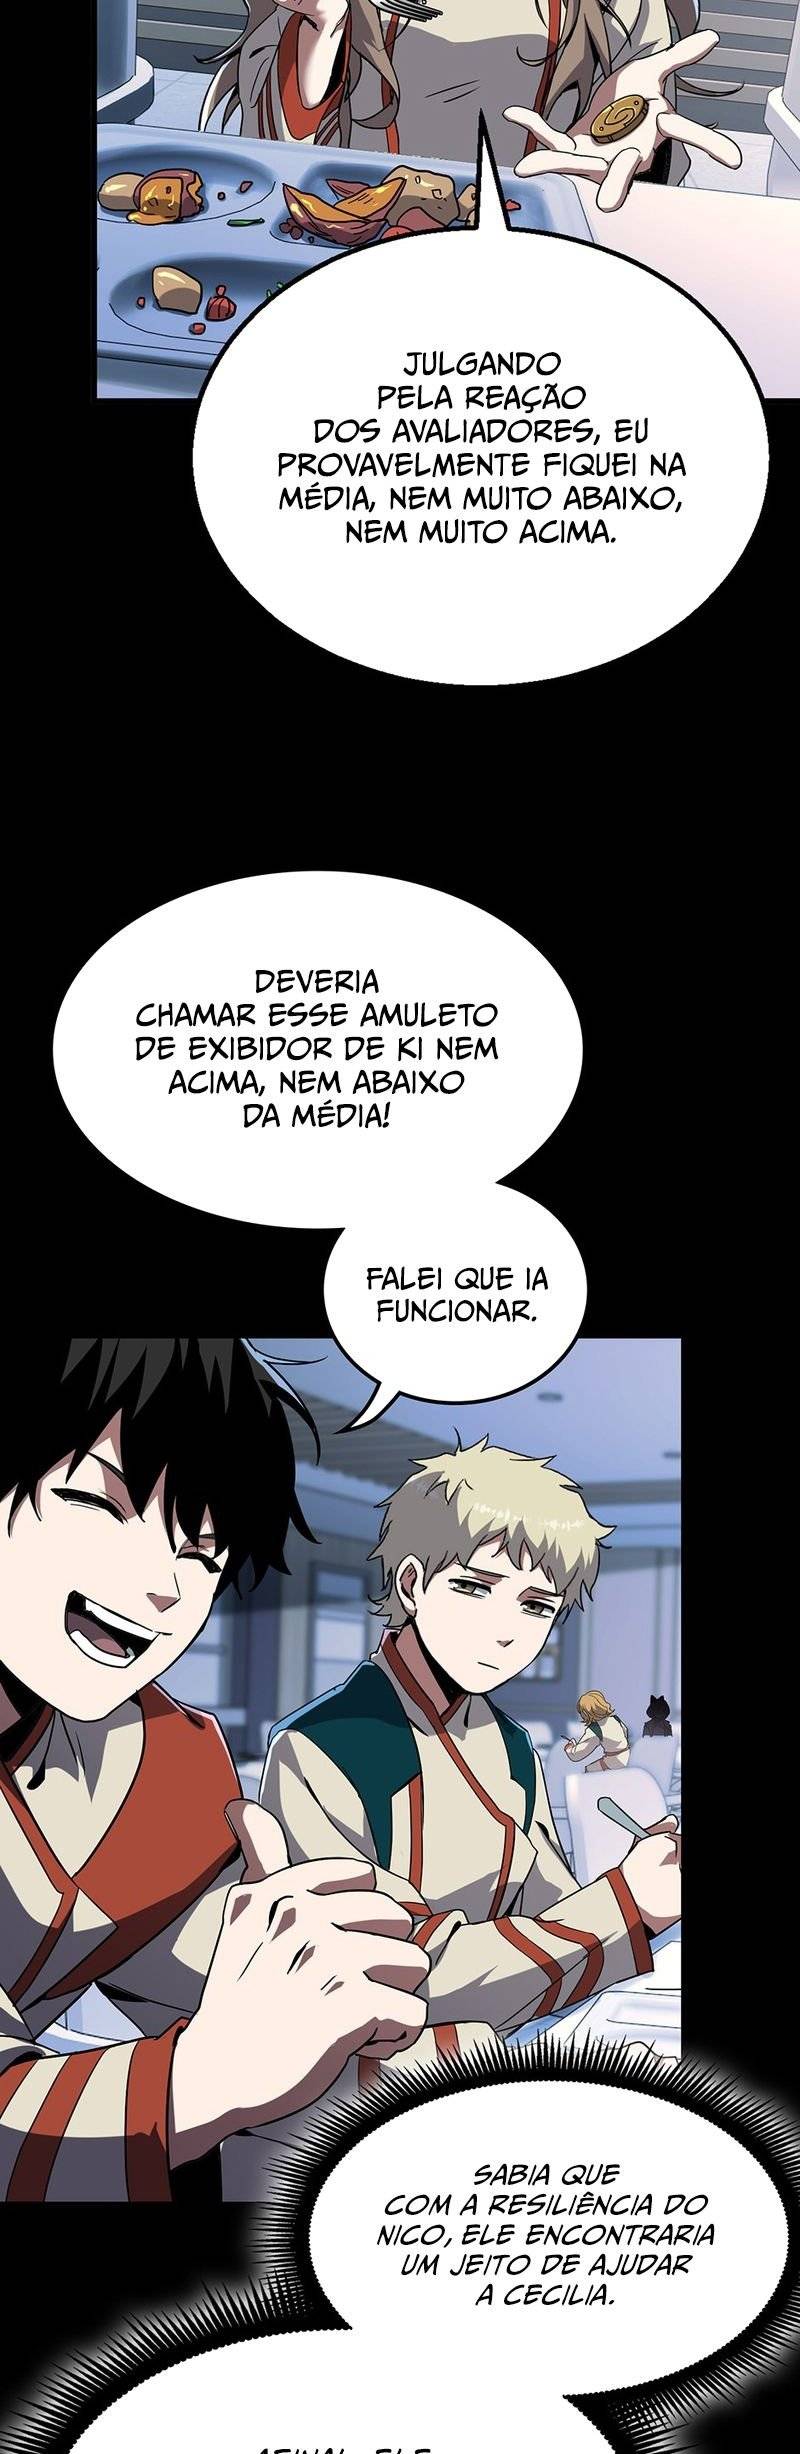 JULGANDO
PELA REAÇÃO
DOS AVALIADORES, EU
PROVAVELMENTE FIQUEI NA
MÉDIA, NEM MUITO ABAIXO,
NEM MUITO ACIMA.
DEVERIA
CHAMAR ESSE AMULETO
DE EXIBIDOR DE KI NEM
ACIMA, NEM ABAIXO
DA MÉDIA!
FALEI QUE IA
FUNCIONAR.
SABIA QUE
COM A RESILIÊNCIA DO
NICO, ELE ENCONTRARIA
UM JEITO DE AJUDAR
A CECILIA.
AFINAL, ELE